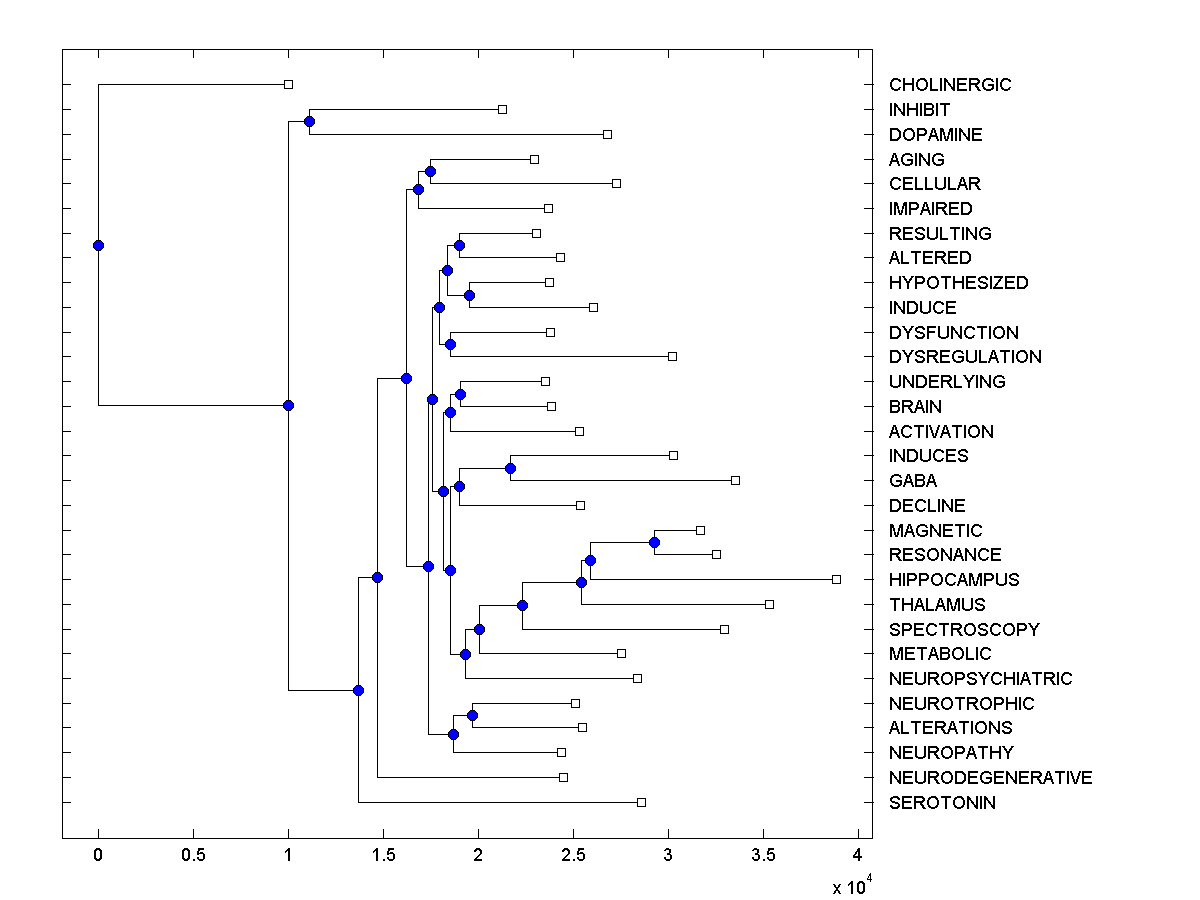 CHOLINERGIC
INHIBIT
DOPAMINE
AGING
CELLULAR
IMPAIRED
RESULTING
ALTERED
HYPOTHESIZED
INDUCE
DYSFUNCTION
DYSREGULATION
UNDERLYING
BRAIN
ACTIVATION
INDUCES
GABA
DECLINE
MAGNETIC
RESONANCE
HIPPOCAMPUS
THALAMUS
SPECTROSCOPY
METABOLIC
NEUROPSYCHIATRIC
NEUROTROPHIC
ALTERATIONS
NEUROPATHY
NEURODEGENERATIVE
SEROTONIN
0 0.5 1 1.5 2 2.5 3 3.5 4
x 10^4